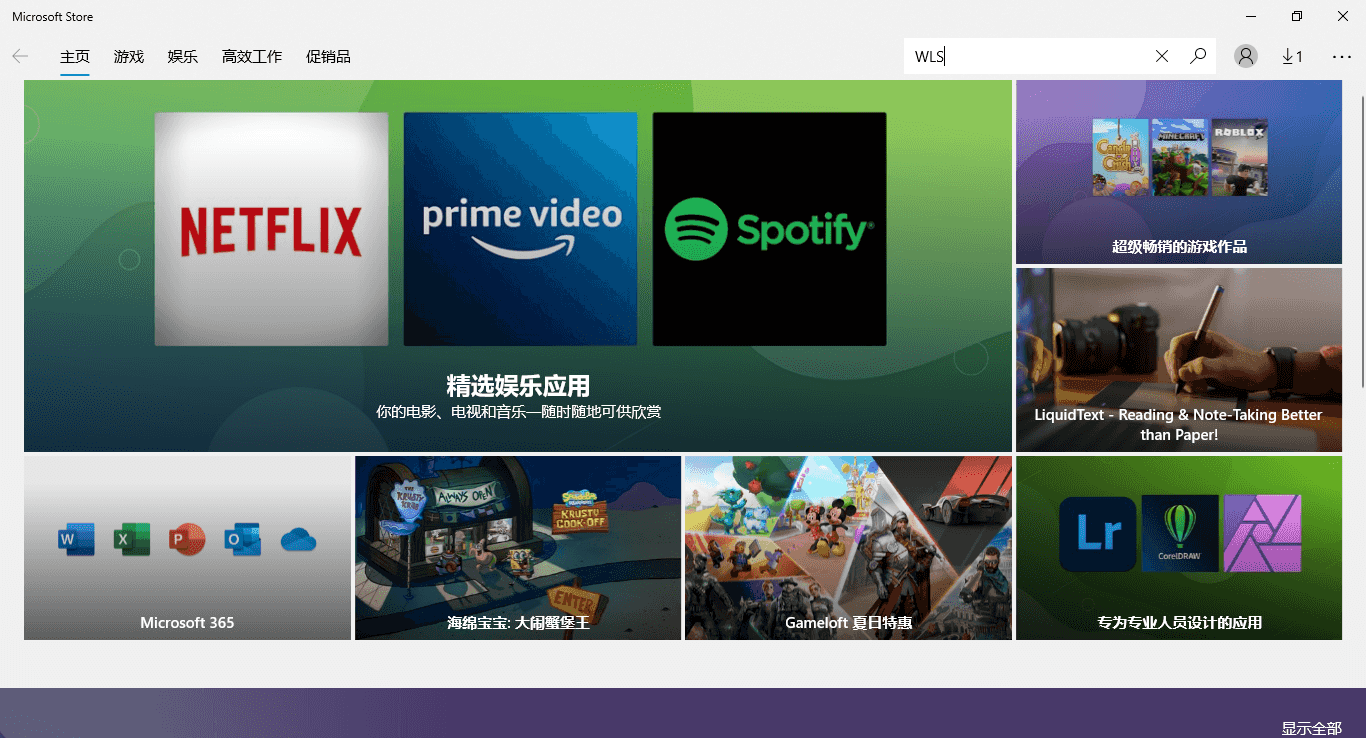 Microsoft Store
主页 游戏 娱乐 高效工作 促销品
WLS
1
NETFLIX
prime video
Spotify®
精选娱乐应用
你的电影、电视和音乐—随时随地可供欣赏
Candy Crush
MINECRAFT
ROBLOX
超级畅销的游戏作品
LiquidText - Reading & Note-Taking Better
than Paper!
W X P O
Microsoft 365
THE KRUSTY KRAB
ALWAYS OPEN
SpongeBob
KRUSTY
COOK-OFF
ENTER
海绵宝宝: 大闹蟹堡王
Gameloft 夏日特惠
Lr
CorelDRAW
专为专业人员设计的应用
显示全部